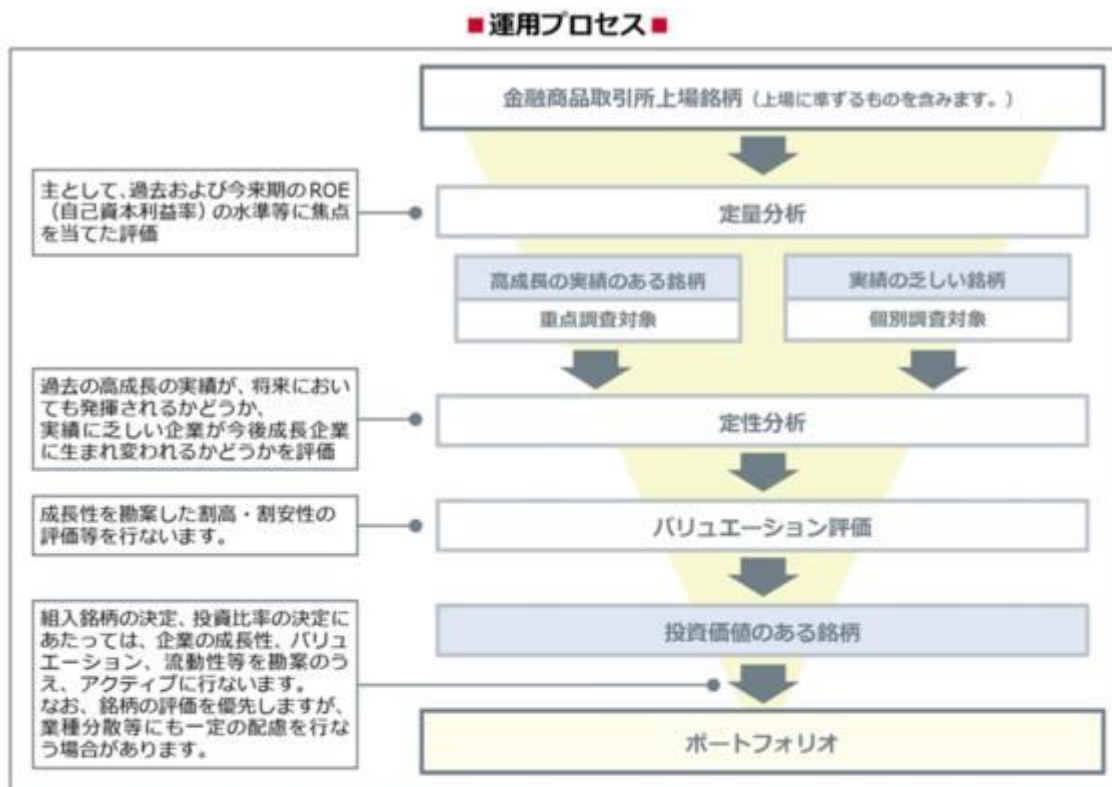 ■運用プロセス■
金融商品取引所上場銘柄（上場に準ずるものを含みます。）
主として、過去および今来期のROE
（自己資本利益率）の水準等に焦点
を当てた評価
定量分析
高成長の実績のある銘柄
重点調査対象
実績の乏しい銘柄
個別調査対象
過去の高成長の実績が、将来におい
ても発揮されるかどうか、
実績に乏しい企業が今後成長企業
に生まれ変われるかどうかを評価
定性分析
成長性を勘案した割高・割安性の
評価等を行ないます。
バリュエーション評価
投資価値のある銘柄
組入銘柄の決定、投資比率の決定に
あたっては、企業の成長性、バリュ
エーション、流動性等を勘案のう
え、アクティブに行ないます。
なお、銘柄の評価を優先しますが、
業種分散等にも一定の配慮を行な
う場合があります。
ポートフォリオ